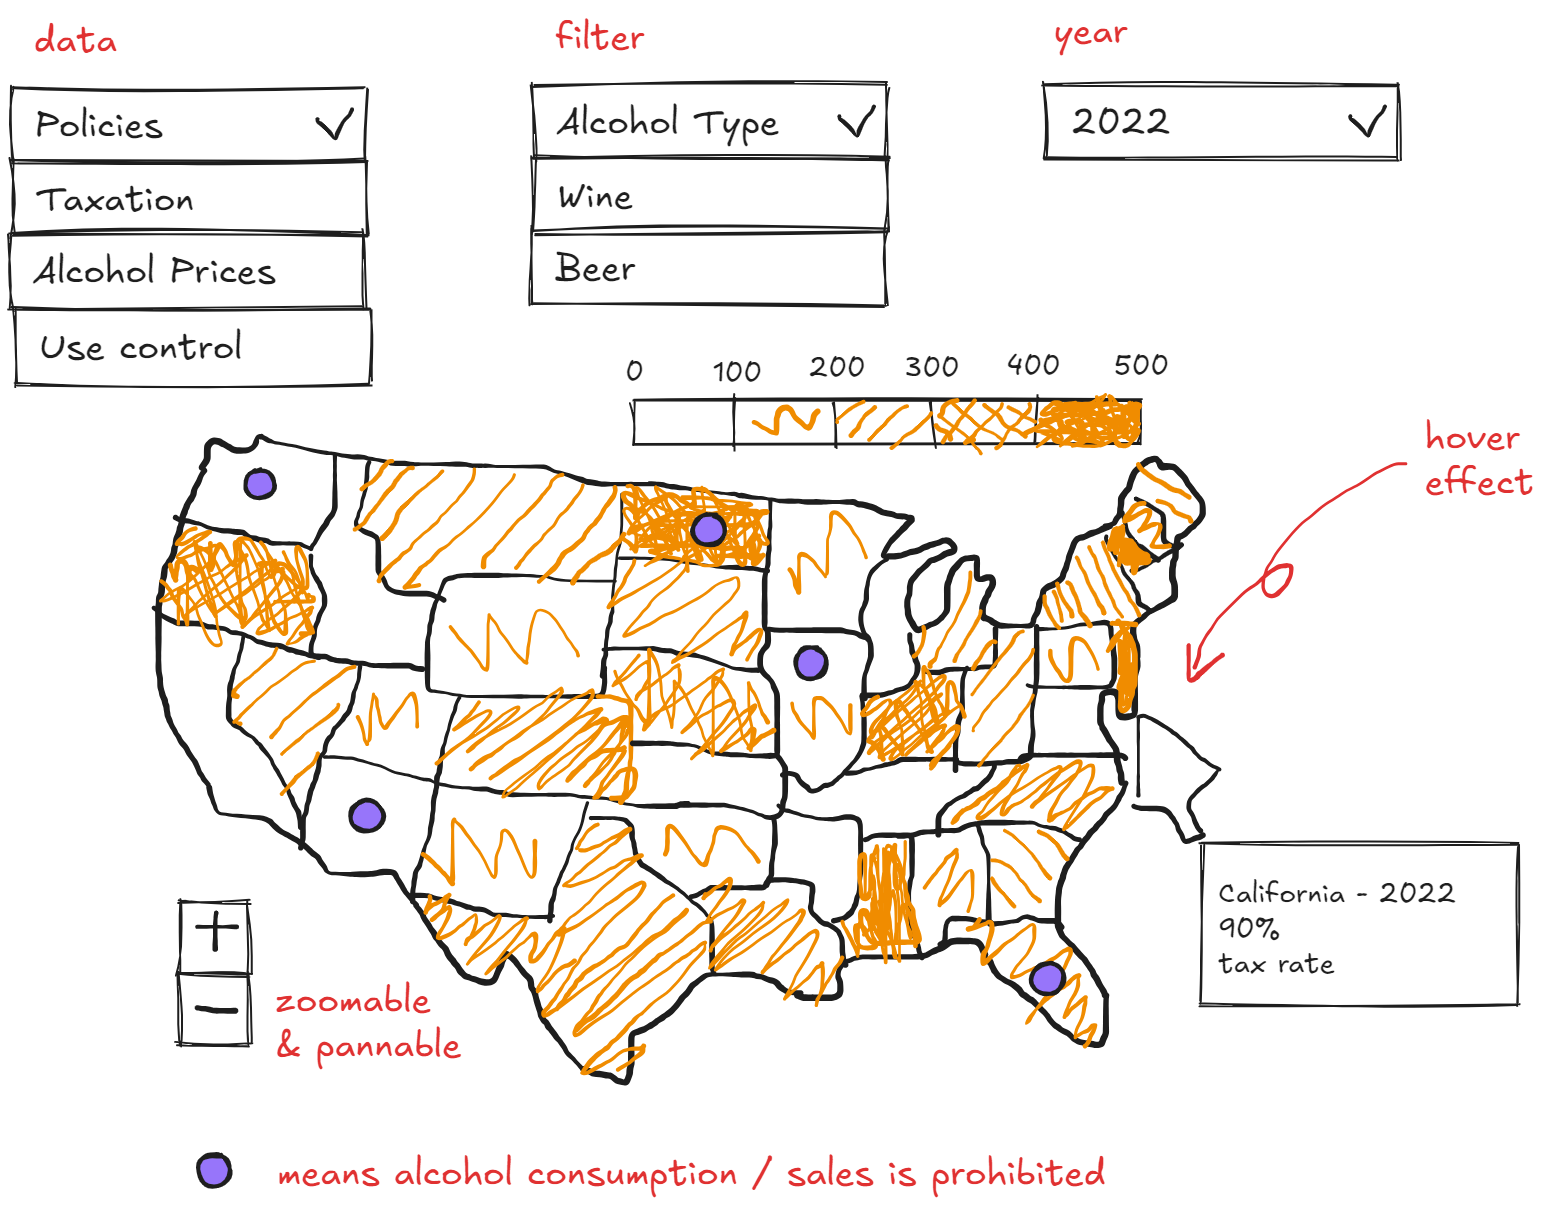 data
filter
year
Policies
Taxation
Alcohol Prices
Use control
Alcohol Type
Wine
Beer
2022
0 100 200 300 400 500
hover
effect
California - 2022
90%
tax rate
+
−
zoomable
& pannable
means alcohol consumption / sales is prohibited